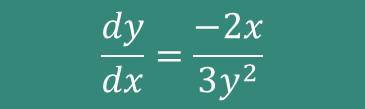 dy/dx = −2x/3y²